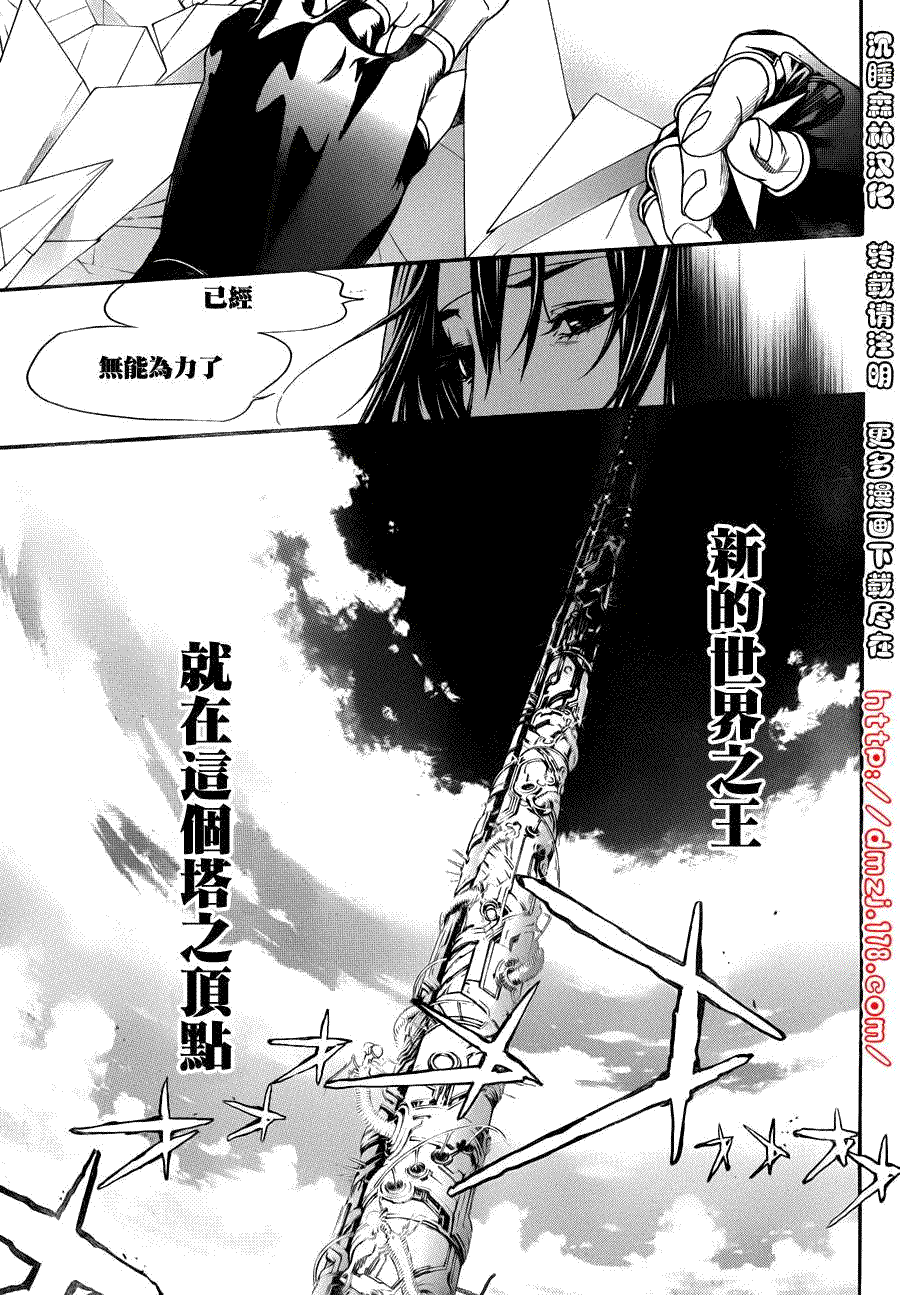 已經
無能為力了
新的世界之王
就在這個塔之頂點
沉睡森林汉化 转载请注明 更多漫画下载尽在 http://dmzj.178.com/